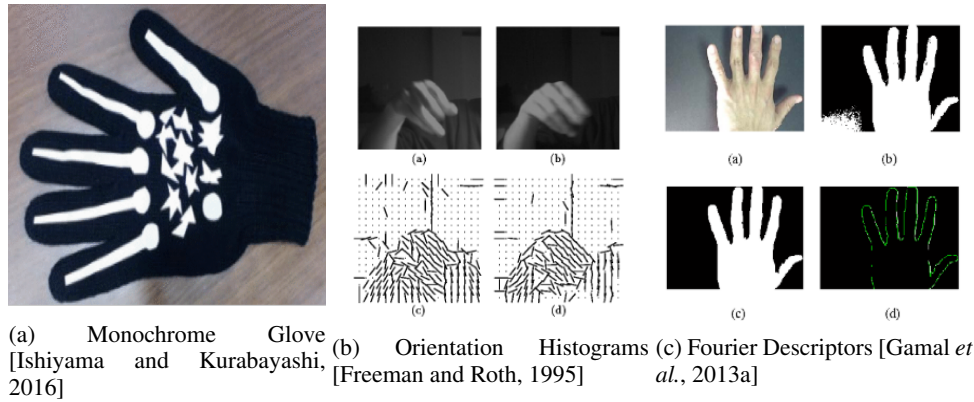 (a)
(b)
(c)
(d)
(a)
(b)
(c)
(d)
(a) Monochrome Glove
[Ishiyama and Kurabayashi,
2016]
(b) Orientation Histograms
[Freeman and Roth, 1995]
(c) Fourier Descriptors [Gamal et
al., 2013a]